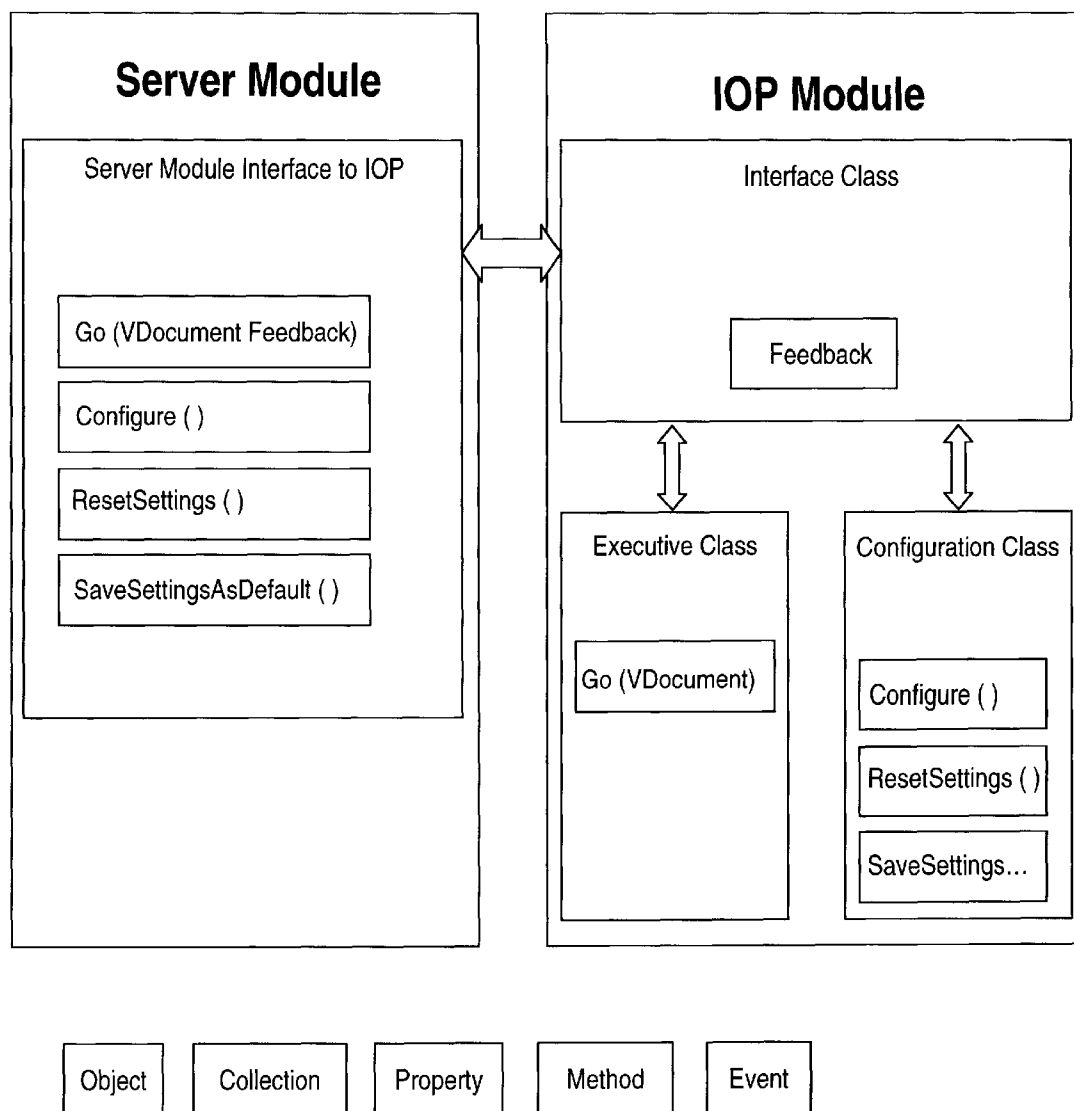 Server Module
Server Module Interface to IOP
Go (VDocument Feedback)
Configure ( )
ResetSettings ( )
SaveSettingsAsDefault ( )
IOP Module
Interface Class
Feedback
Executive Class
Go (VDocument)
Configuration Class
Configure ( )
ResetSettings ( )
SaveSettings...
Object
Collection
Property
Method
Event